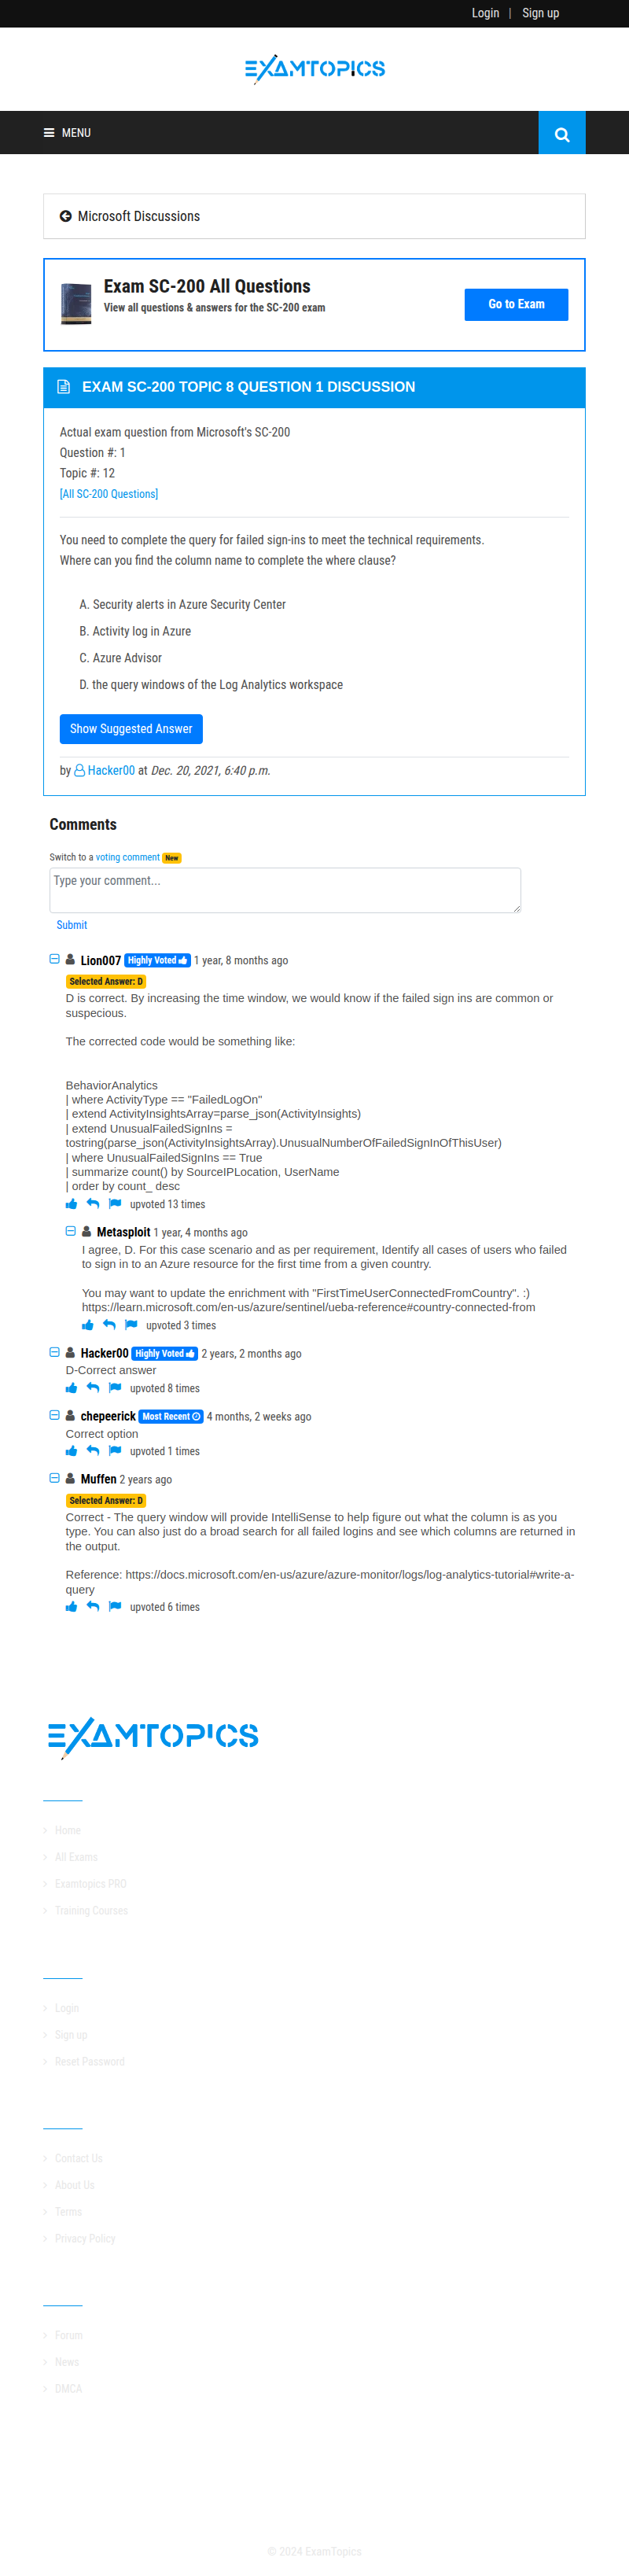 Login | Sign up
EXAMTOPICS
MENU
Microsoft Discussions
Exam SC-200 All Questions
View all questions & answers for the SC-200 exam
Go to Exam
EXAM SC-200 TOPIC 8 QUESTION 1 DISCUSSION
Actual exam question from Microsoft's SC-200
Question #: 1
Topic #: 12
[All SC-200 Questions]
You need to complete the query for failed sign-ins to meet the technical requirements.
Where can you find the column name to complete the where clause?
A. Security alerts in Azure Security Center
B. Activity log in Azure
C. Azure Advisor
D. the query windows of the Log Analytics workspace
Show Suggested Answer
by Hacker00 at Dec. 20, 2021, 6:40 p.m.
Comments
Switch to a voting comment New
Type your comment...
Submit
Lion007 Highly Voted 1 year, 8 months ago
Selected Answer: D
D is correct. By increasing the time window, we would know if the failed sign ins are common or
suspecious.
The corrected code would be something like:
BehaviorAnalytics
| where ActivityType == "FailedLogOn"
| extend ActivityInsightsArray=parse_json(ActivityInsights)
| extend UnusualFailedSignIns =
tostring(parse_json(ActivityInsightsArray).UnusualNumberOfFailedSignInOfThisUser)
| where UnusualFailedSignIns == True
| summarize count() by SourceIPLocation, UserName
| order by count_ desc
upvoted 13 times
Metasploit 1 year, 4 months ago
I agree, D. For this case scenario and as per requirement, Identify all cases of users who failed
to sign in to an Azure resource for the first time from a given country.
You may want to update the enrichment with "FirstTimeUserConnectedFromCountry". :)
https://learn.microsoft.com/en-us/azure/sentinel/ueba-reference#country-connected-from
upvoted 3 times
Hacker00 Highly Voted 2 years, 2 months ago
D-Correct answer
upvoted 8 times
chepeerick Most Recent 4 months, 2 weeks ago
Correct option
upvoted 1 times
Muffen 2 years ago
Selected Answer: D
Correct - The query window will provide IntelliSense to help figure out what the column is as you
type. You can also just do a broad search for all failed logins and see which columns are returned in
the output.
Reference: https://docs.microsoft.com/en-us/azure/azure-monitor/logs/log-analytics-tutorial#write-a-
query
upvoted 6 times
EXAMTOPICS
Home
All Exams
Examtopics PRO
Training Courses
Login
Sign up
Reset Password
Contact Us
About Us
Terms
Privacy Policy
Forum
News
DMCA
© 2024 ExamTopics